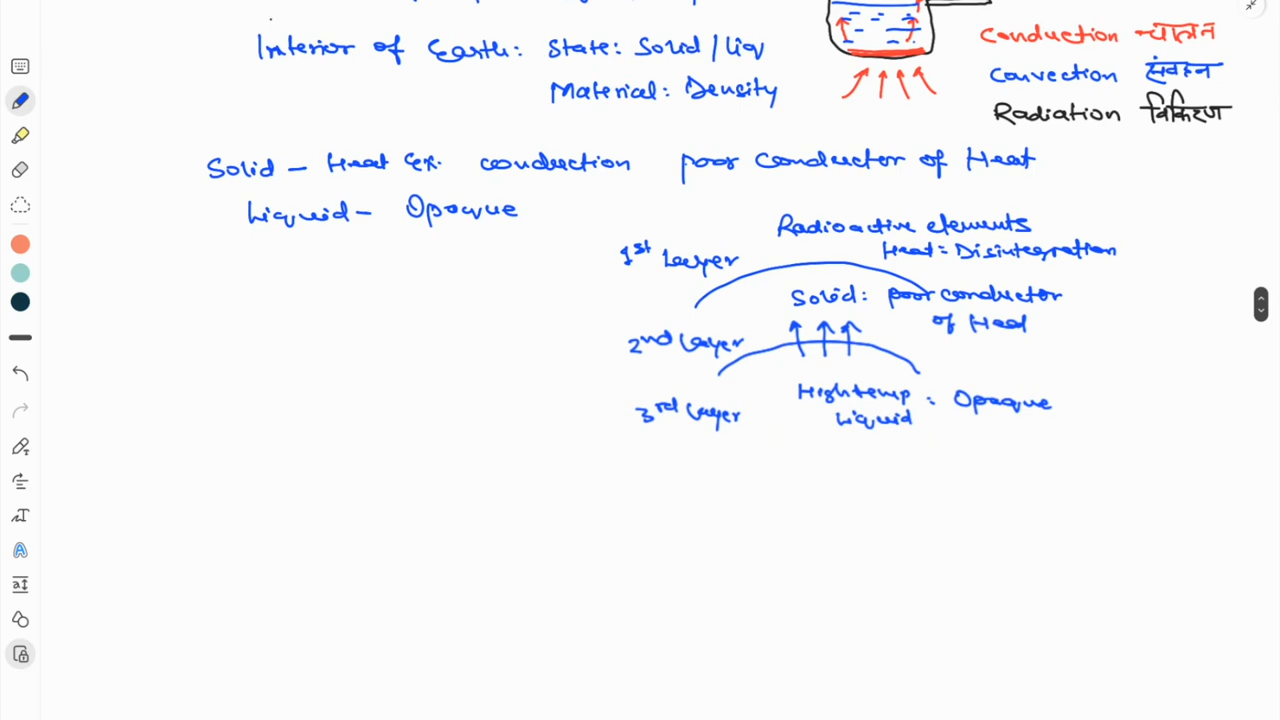 Interior of Earth: State: Solid/Liq
Material: Density
Conduction चालन
Convection संवहन
Radiation विकिरण
Solid - Heat Ex. conduction poor conductor of Heat
Liquid - Opaque
Radioactive elements
Heat = Disintegration
1st Layer
Solid: poor conductor
of Heat
2nd Layer
High temp : Opaque
Liquid
3rd Layer